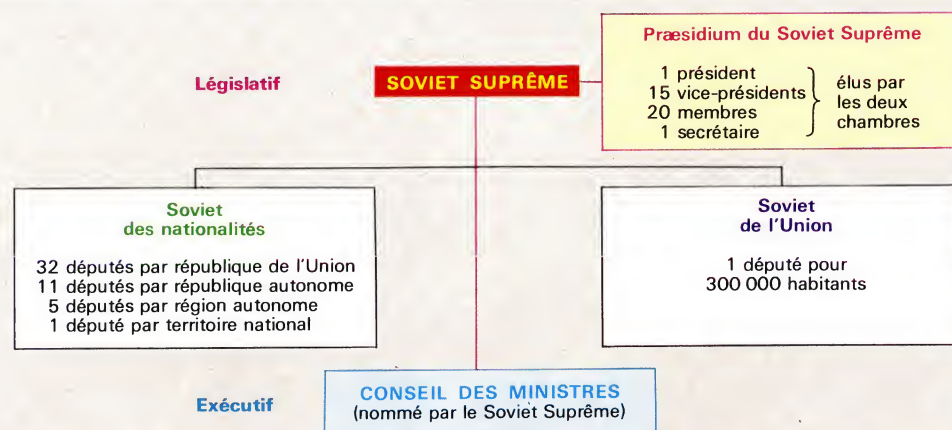 Præsidium du Soviet Suprême
Législatif
SOVIET SUPRÊME
1 président
15 vice-présidents
20 membres
1 secrétaire
élus par
les deux
chambres
Soviet
des nationalités
32 députés par république de l'Union
11 députés par république autonome
5 députés par région autonome
1 député par territoire national
Soviet
de l'Union
1 député pour
300 000 habitants
Exécutif
CONSEIL DES MINISTRES
(nommé par le Soviet Suprême)